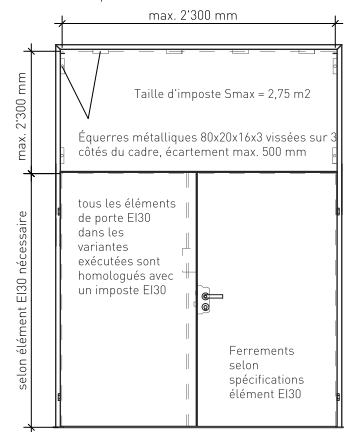 max. 2'300 mm
max. 2'300 mm
Taille d'imposte Smax = 2,75 m2
Équerres métalliques 80x20x16x3 vissées sur 3
côtés du cadre, écartement max. 500 mm
selon élément EI30 nécessaire
tous les éléments
de porte EI30
dans les
variantes
exécutées sont
homologués avec
un imposte EI30
Ferrements
selon
spécifications
élément EI30